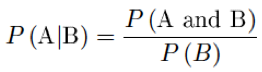 P (A|B) = P (A and B) / P (B)